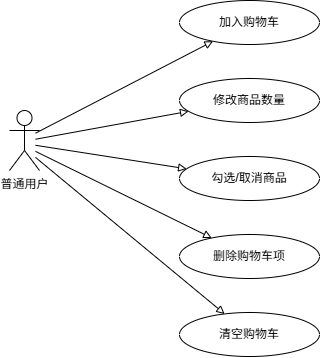 加入购物车
修改商品数量
勾选/取消商品
普通用户
删除购物车项
清空购物车